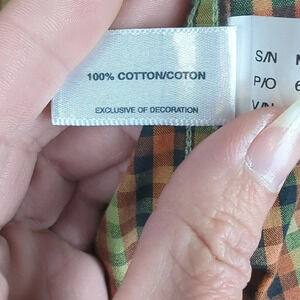 100% COTTON/COTON
EXCLUSIVE OF DECORATION
S/N
P/O
V/N